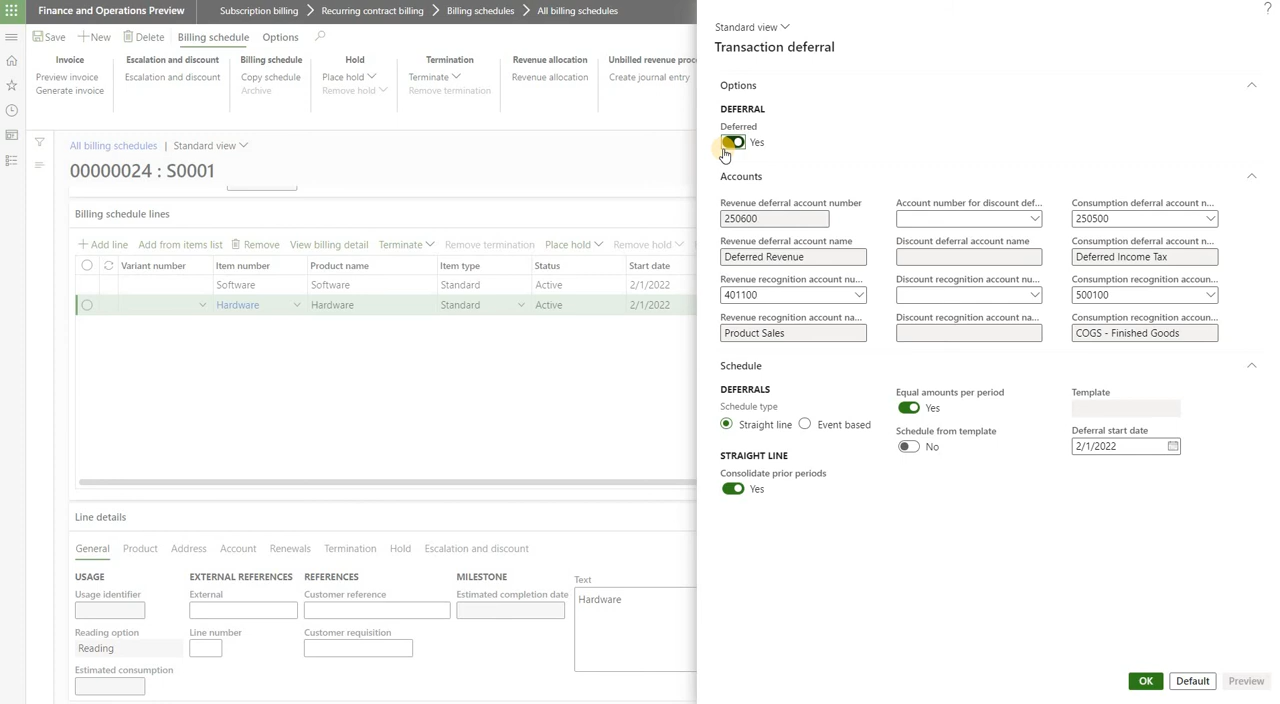 Finance and Operations Preview
Subscription billing > Recurring contract billing > Billing schedules > All billing schedules
?
Save
New
Delete
Billing schedule
Options
Invoice
Preview invoice
Generate invoice
Escalation and discount
Escalation and discount
Billing schedule
Copy schedule
Archive
Hold
Place hold
Remove hold
Termination
Terminate
Remove termination
Revenue allocation
Revenue allocation
Unbilled revenue proc
Create journal entry
All billing schedules | Standard view
00000024 : S0001
Billing schedule lines
+ Add line Add from items list Remove View billing detail Terminate Remove termination Place hold Remove hold
Variant number Item number Product name Item type Status Start date
Software Software Standard Active 2/1/2022
Hardware Hardware Standard Active 2/1/2022
Line details
General Product Address Account Renewals Termination Hold Escalation and discount
USAGE
Usage identifier
Reading option
Reading
Estimated consumption
EXTERNAL REFERENCES
External
Line number
REFERENCES
Customer reference
Customer requisition
MILESTONE
Estimated completion date
Text
Hardware
Standard view
Transaction deferral
Options
DEFERRAL
Deferred
Yes
Accounts
Revenue deferral account number
250600
Revenue deferral account name
Deferred Revenue
Revenue recognition account nu...
401100
Revenue recognition account na...
Product Sales
Account number for discount def...
Discount deferral account name
Discount recognition account nu...
Discount recognition account na...
Consumption deferral account n...
250500
Consumption deferral account n...
Deferred Income Tax
Consumption recognition accoun...
500100
Consumption recognition accoun...
COGS - Finished Goods
Schedule
DEFERRALS
Schedule type
Straight line Event based
STRAIGHT LINE
Consolidate prior periods
Yes
Equal amounts per period
Yes
Schedule from template
No
Template
Deferral start date
2/1/2022
OK Default Preview